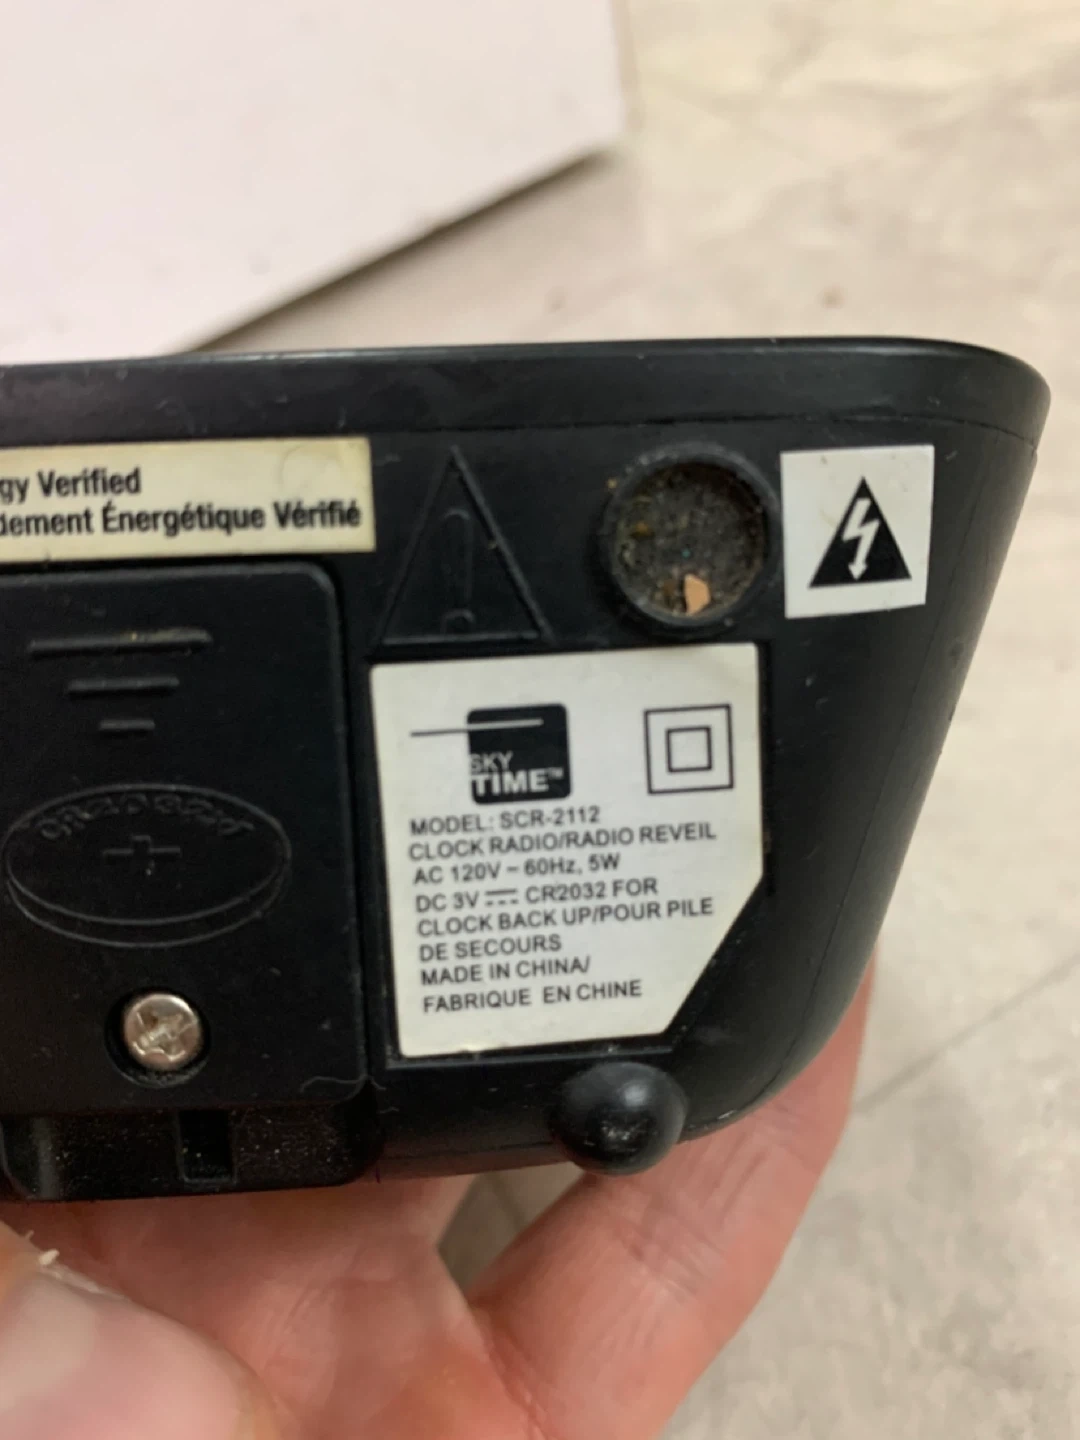 gy Verified
dement Énergétique Vérifié
SKY
TIME™
MODEL: SCR-2112
CLOCK RADIO/RADIO REVEIL
AC 120V ~ 60Hz, 5W
DC 3V ⎓ CR2032 FOR
CLOCK BACK UP/POUR PILE
DE SECOURS
MADE IN CHINA/
FABRIQUE EN CHINE